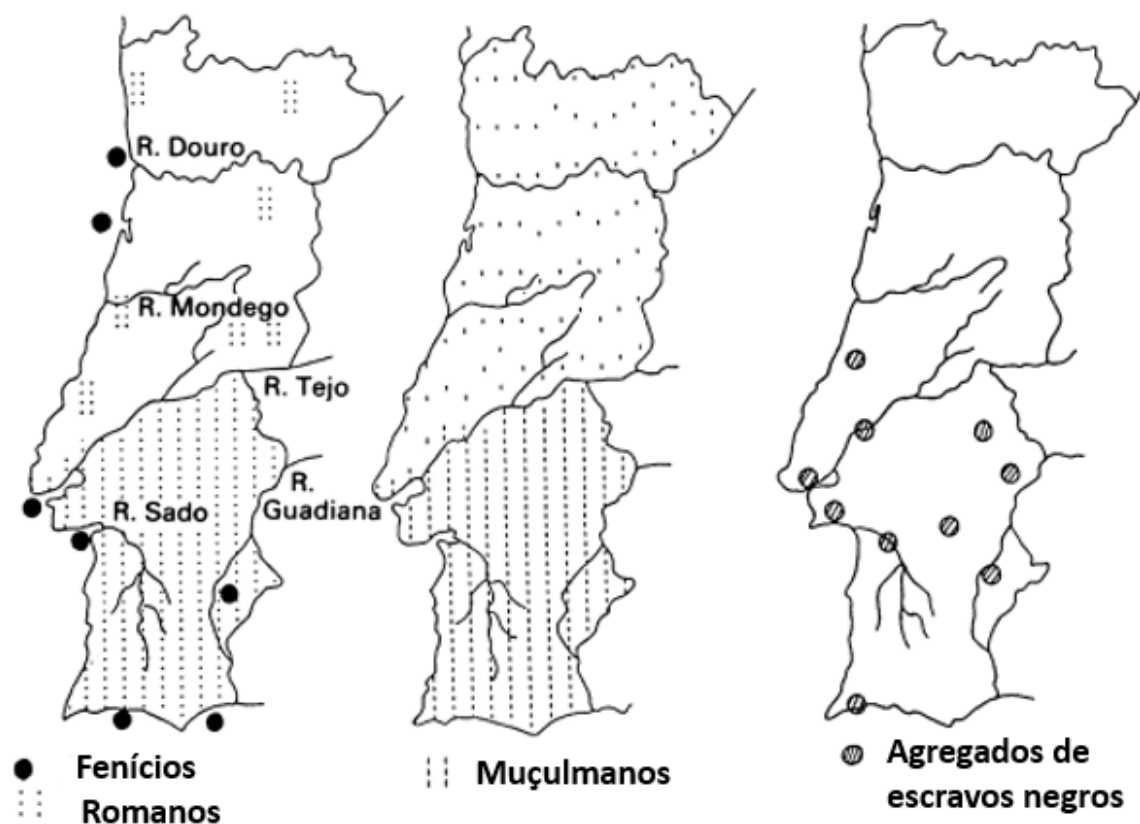 R. Douro
R. Mondego
R. Tejo
R. Sado
R.
Guadiana
Fenícios
Romanos
Muçulmanos
Agregados de
escravos negros